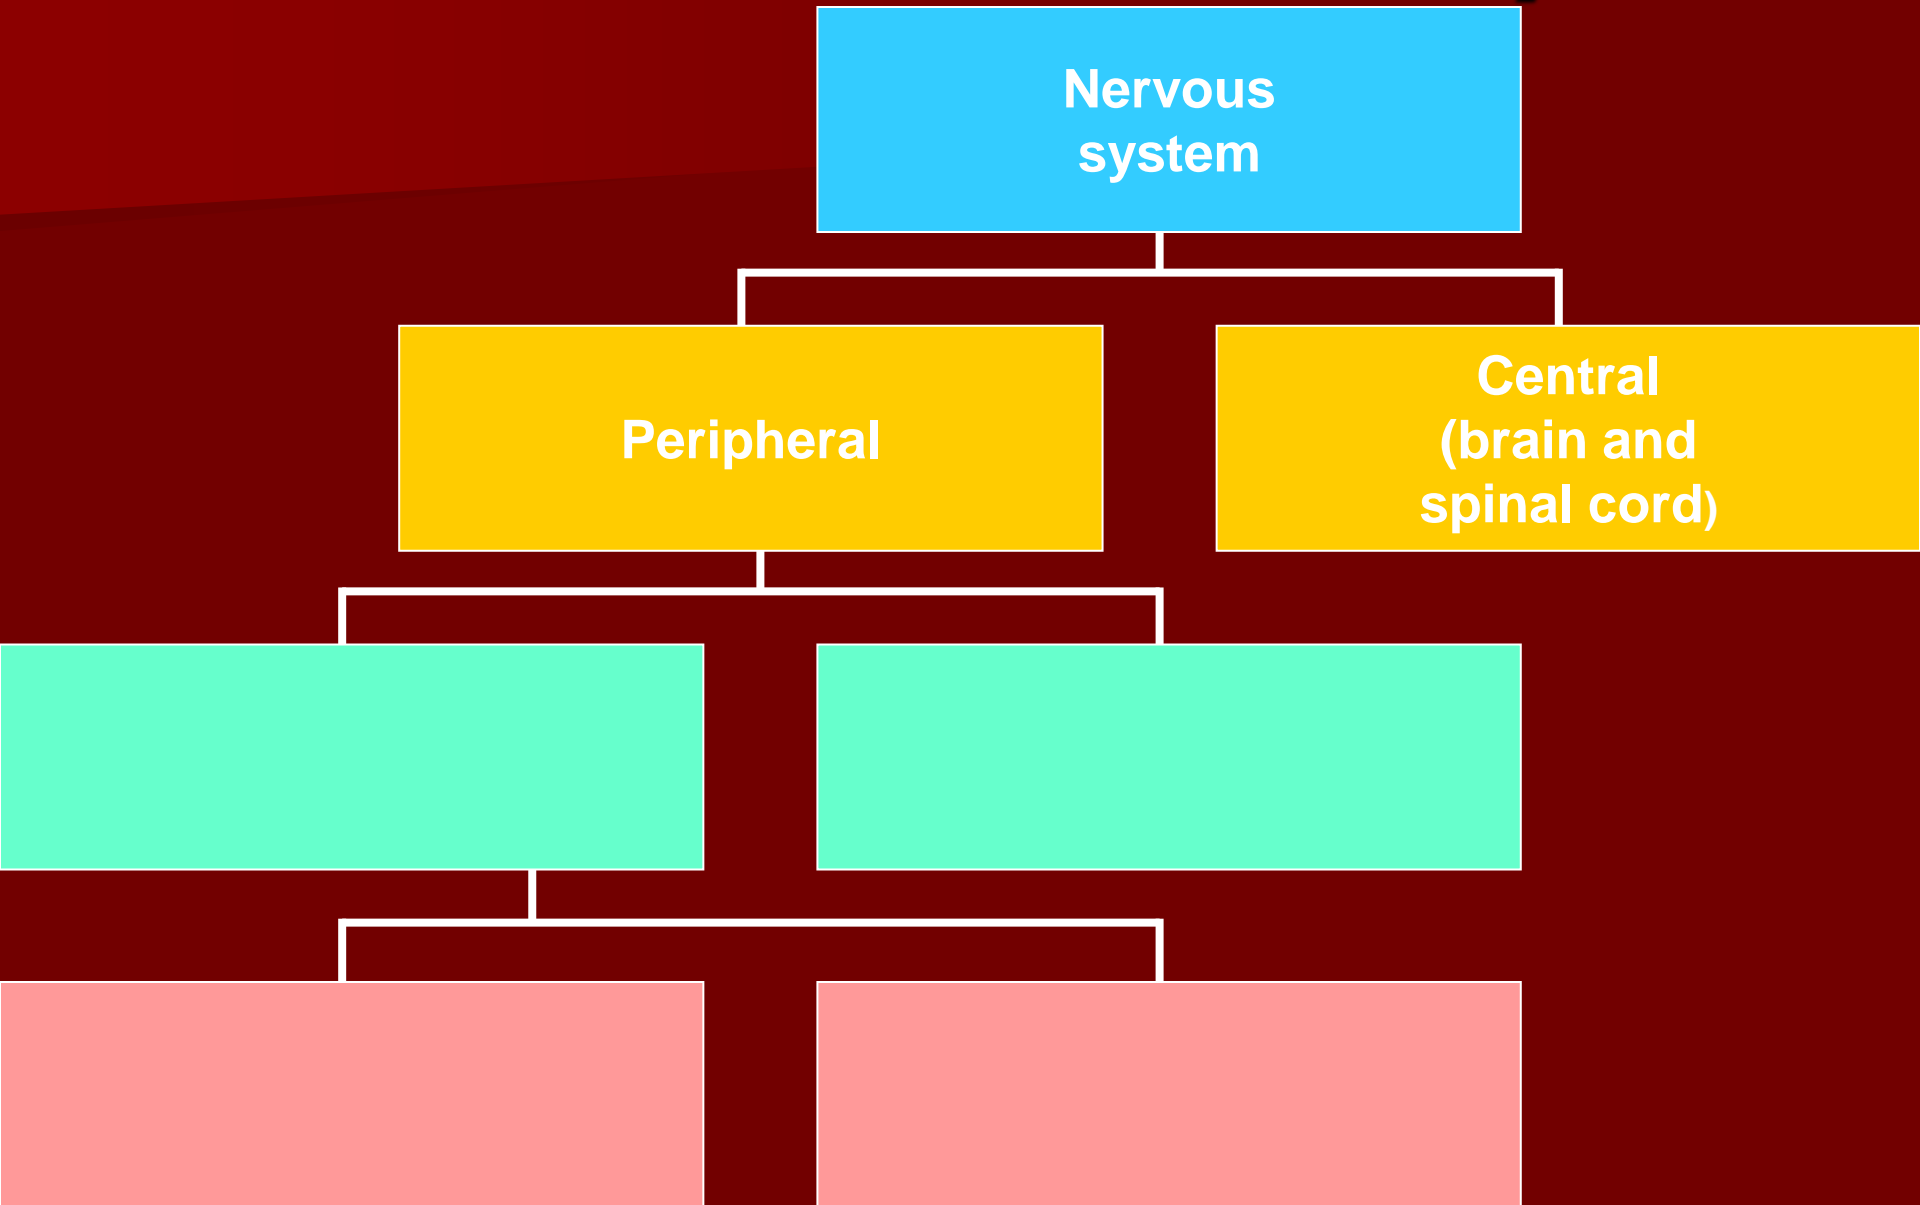 Nervous
system
Peripheral
Central
(brain and
spinal cord)